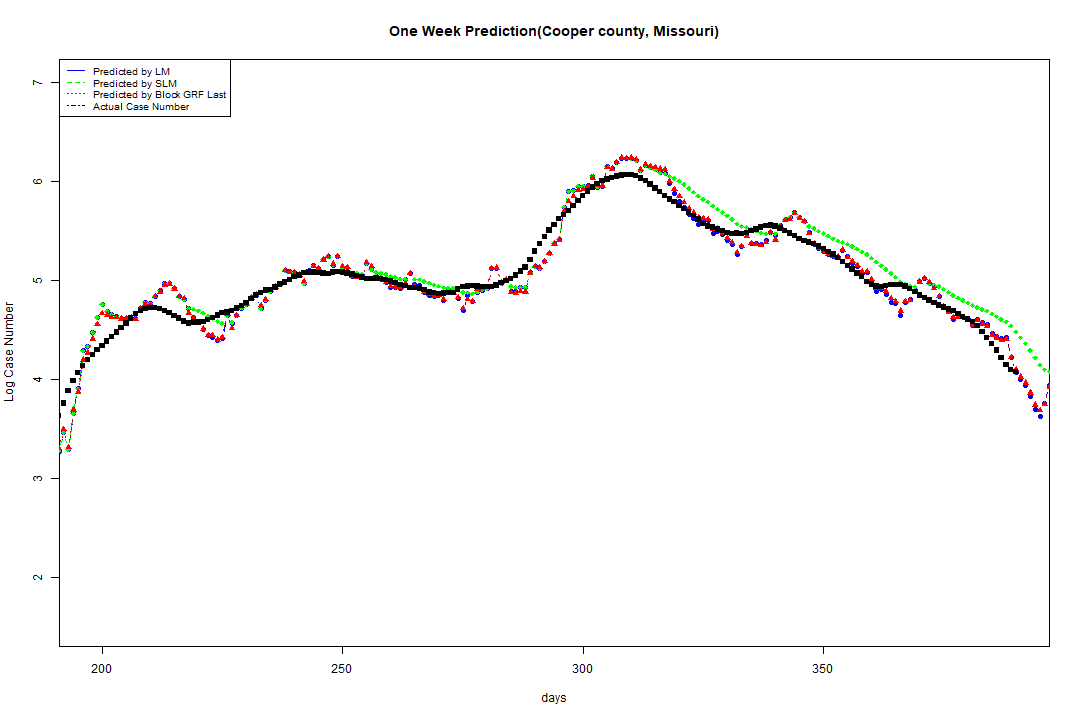 One Week Prediction(Cooper county, Missouri)
Predicted by LM
Predicted by SLM
Predicted by Block GRF Last
Actual Case Number
7
6
5
4
3
2
Log Case Number
200 250 300 350
days